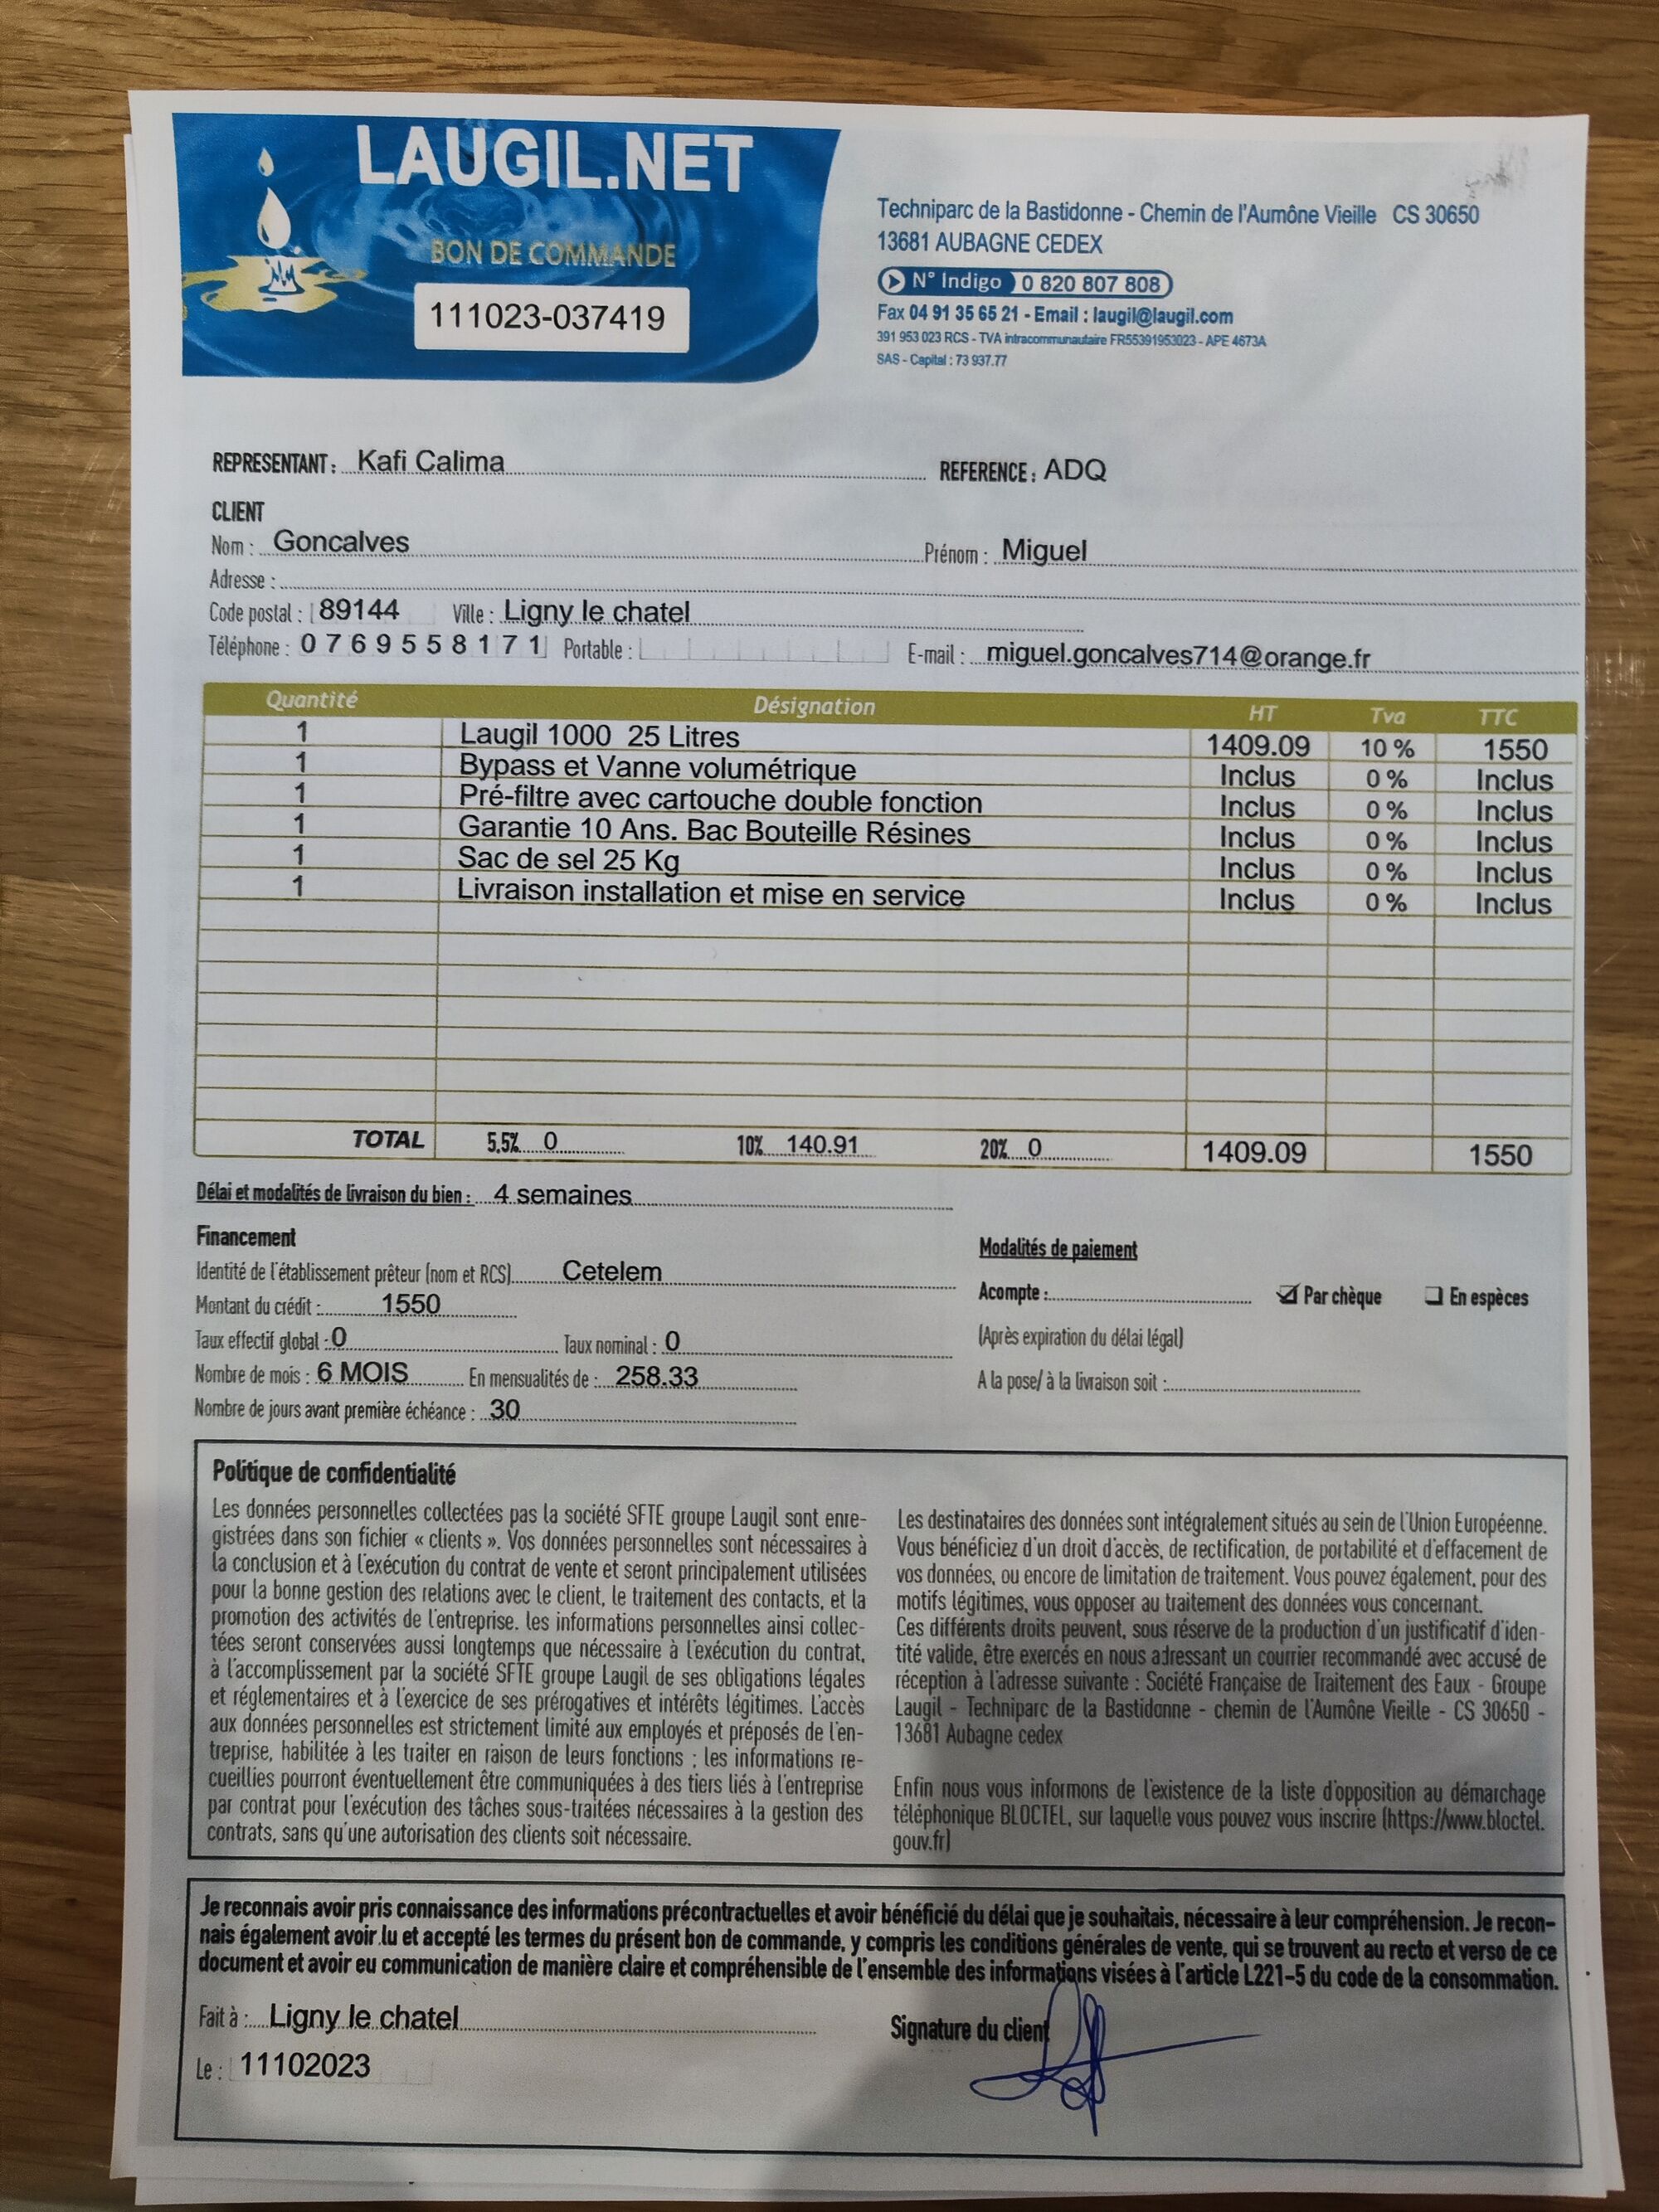 LAUGIL.NET
BON DE COMMANDE
111023-037419
Techniparc de la Bastidonne - Chemin de l'Aumône Vieille CS 30650
13681 AUBAGNE CEDEX
N° Indigo 0 820 807 808
Fax 04 91 35 65 21 - Email : laugil@laugil.com
391 953 023 RCS - TVA intracommunautaire FR55391953023 - APE 4673A
SAS - Capital : 73 937.77
REPRESENTANT : Kafi Calima REFERENCE : ADQ
CLIENT
Nom : Goncalves Prénom : Miguel
Adresse :
Code postal : 89144 Ville : Ligny le chatel
Téléphone : 0769558171 Portable : E-mail : miguel.goncalves714@orange.fr
Quantité Désignation HT Tva TTC
1 Laugil 1000 25 Litres 1409.09 10 % 1550
1 Bypass et Vanne volumétrique Inclus 0 % Inclus
1 Pré-filtre avec cartouche double fonction Inclus 0 % Inclus
1 Garantie 10 Ans. Bac Bouteille Résines Inclus 0 % Inclus
1 Sac de sel 25 Kg Inclus 0 % Inclus
1 Livraison installation et mise en service Inclus 0 % Inclus
TOTAL 5,5% 0 10% 140.91 20% 0 1409.09 1550
Délai et modalités de livraison du bien : 4 semaines
Financement
Identité de l'établissement prêteur (nom et RCS) Cetelem
Montant du crédit : 1550
Taux effectif global : 0 Taux nominal : 0
Nombre de mois : 6 MOIS En mensualités de : 258.33
Nombre de jours avant première échéance : 30
Modalités de paiement
Acompte : Par chèque En espèces
(Après expiration du délai légal)
A la pose/ à la livraison soit :
Politique de confidentialité
Les données personnelles collectées pas la société SFTE groupe Laugil sont enre-
gistrées dans son fichier « clients ». Vos données personnelles sont nécessaires à
la conclusion et à l'exécution du contrat de vente et seront principalement utilisées
pour la bonne gestion des relations avec le client, le traitement des contacts, et la
promotion des activités de l'entreprise. les informations personnelles ainsi collec-
tées seront conservées aussi longtemps que nécessaire à l'exécution du contrat,
à l'accomplissement par la société SFTE groupe Laugil de ses obligations légales
et réglementaires et à l'exercice de ses prérogatives et intérêts légitimes. L'accès
aux données personnelles est strictement limité aux employés et préposés de l'en-
treprise, habilitée à les traiter en raison de leurs fonctions ; les informations re-
cueillies pourront éventuellement être communiquées à des tiers liés à l'entreprise
par contrat pour l'exécution des tâches sous-traitées nécessaires à la gestion des
contrats, sans qu'une autorisation des clients soit nécessaire.
Les destinataires des données sont intégralement situés au sein de l'Union Européenne.
Vous bénéficiez d'un droit d'accès, de rectification, de portabilité et d'effacement de
vos données, ou encore de limitation de traitement. Vous pouvez également, pour des
motifs légitimes, vous opposer au traitement des données vous concernant.
Ces différents droits peuvent, sous réserve de la production d'un justificatif d'iden-
tité valide, être exercés en nous adressant un courrier recommandé avec accusé de
réception à l'adresse suivante : Société Française de Traitement des Eaux - Groupe
Laugil - Techniparc de la Bastidonne - chemin de l'Aumône Vieille - CS 30650 -
13681 Aubagne cedex
Enfin nous vous informons de l'existence de la liste d'opposition au démarchage
téléphonique BLOCTEL, sur laquelle vous pouvez vous inscrire (https://www.bloctel.
gouv.fr)
Je reconnais avoir pris connaissance des informations précontractuelles et avoir bénéficié du délai que je souhaitais, nécessaire à leur compréhension. Je recon-
nais également avoir lu et accepté les termes du présent bon de commande, y compris les conditions générales de vente, qui se trouvent au recto et verso de ce
document et avoir eu communication de manière claire et compréhensible de l'ensemble des informations visées à l'article L221-5 du code de la consommation.
Fait à : Ligny le chatel
Le : 11102023
Signature du client